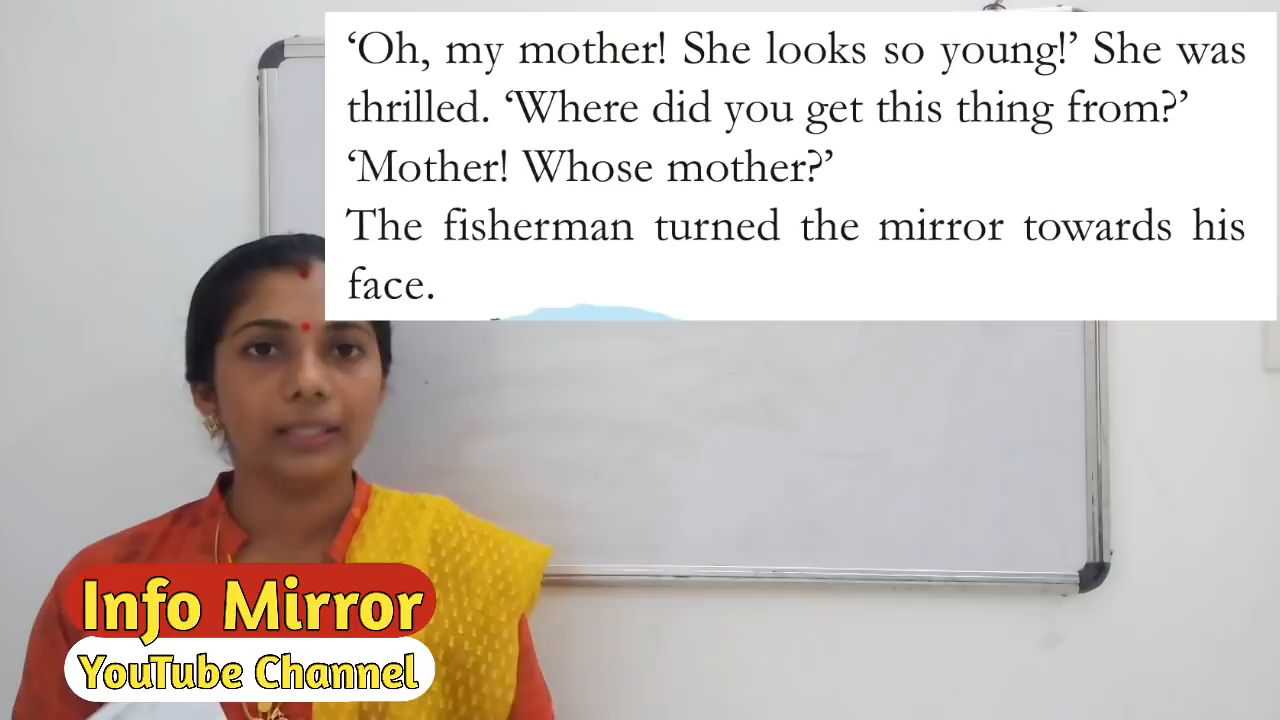 ‘Oh, my mother! She looks so young!’ She was
thrilled. ‘Where did you get this thing from?’
‘Mother! Whose mother?’
The fisherman turned the mirror towards his
face.
Info Mirror
YouTube Channel